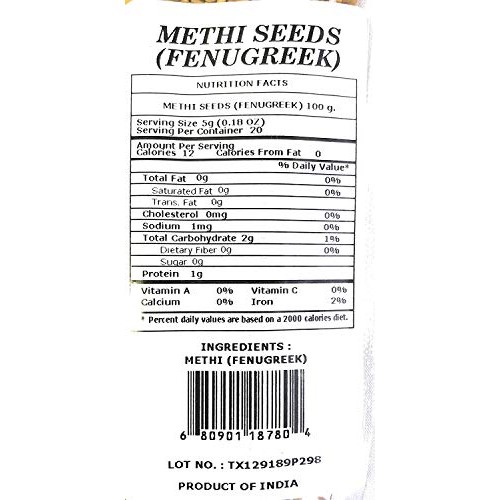 METHI SEEDS
(FENUGREEK)
NUTRITION FACTS
METHI SEEDS (FENUGREEK) 100 g.
Serving Size 5g (0.18 OZ)
Serving Per Container 20
Amount Per Serving
Calories 12 Calories From Fat 0
% Daily Value*
Total Fat 0g 0%
Saturated Fat 0g 0%
Trans. Fat 0g
Cholesterol 0mg 0%
Sodium 1mg 0%
Total Carbohydrate 2g 1%
Dietary Fiber 0g 0%
Sugar 0g
Protein 1g
Vitamin A 0% Vitamin C 0%
Calcium 0% Iron 2%
* Percent daily values are based on a 2000 calories diet.
INGREDIENTS :
METHI (FENUGREEK)
6 80901 18780 4
LOT NO. : TX129189P298
PRODUCT OF INDIA